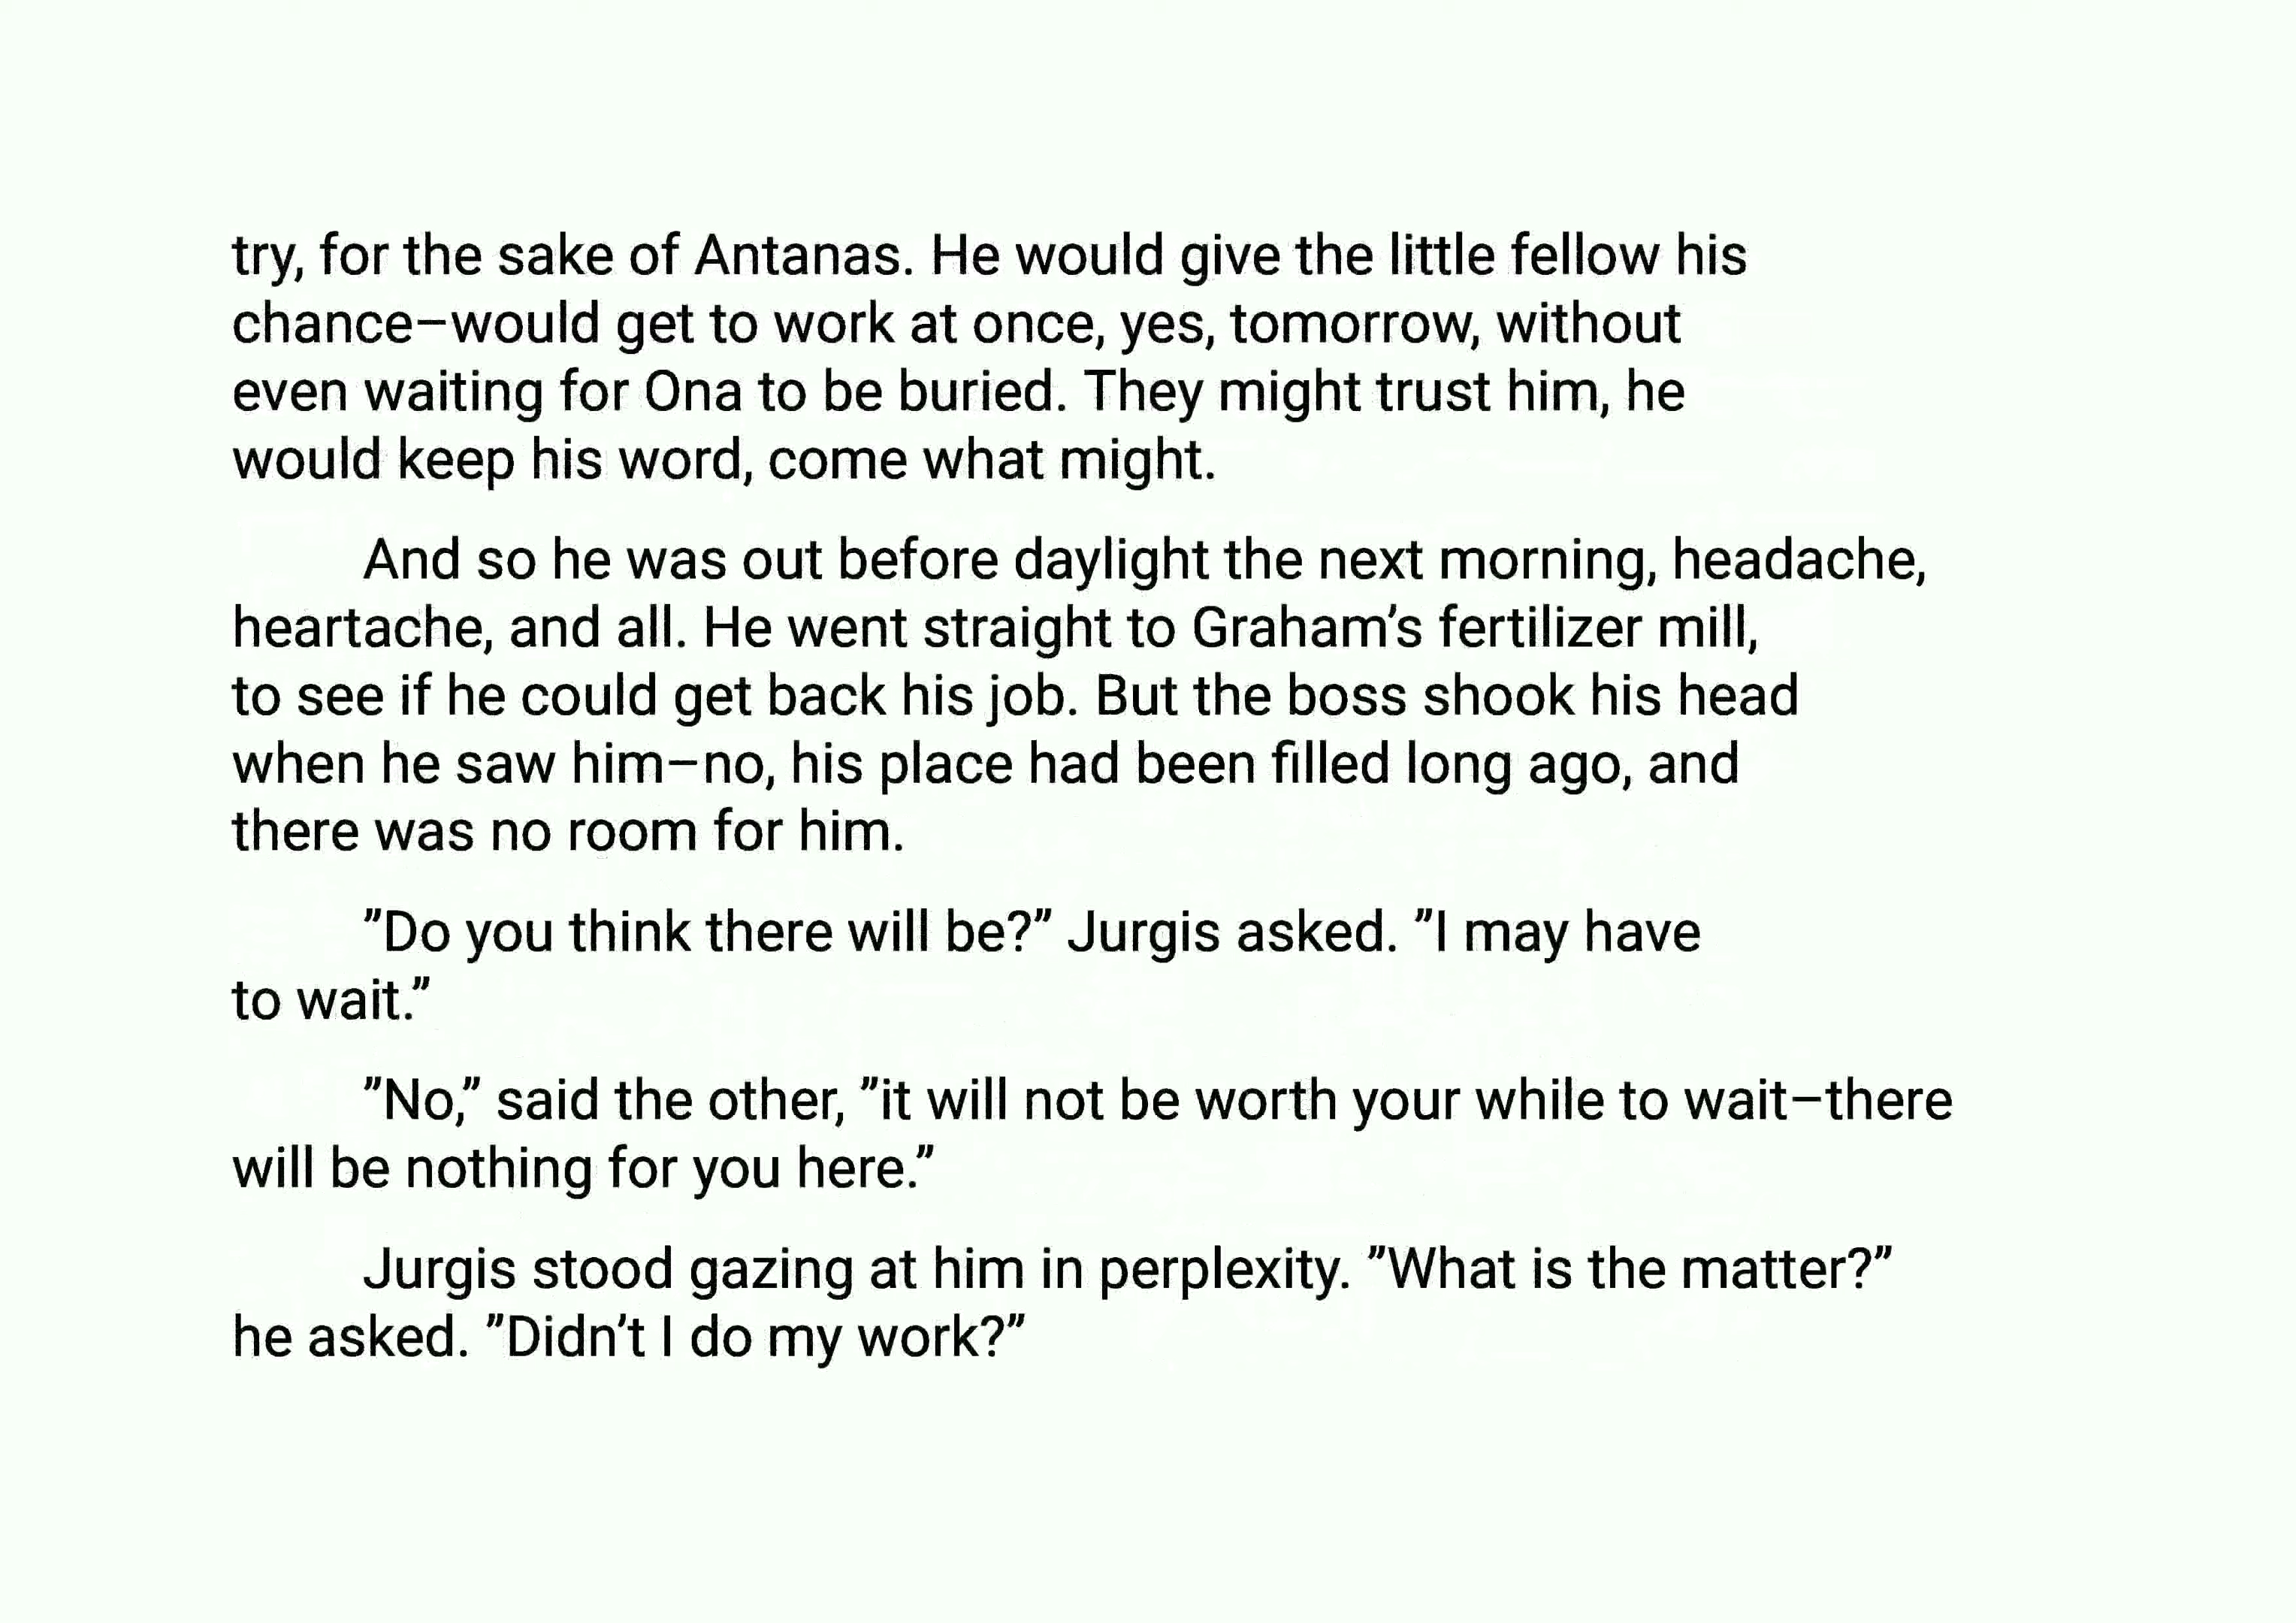 try, for the sake of Antanas. He would give the little fellow his
chance–would get to work at once, yes, tomorrow, without
even waiting for Ona to be buried. They might trust him, he
would keep his word, come what might.
And so he was out before daylight the next morning, headache,
heartache, and all. He went straight to Graham’s fertilizer mill,
to see if he could get back his job. But the boss shook his head
when he saw him–no, his place had been filled long ago, and
there was no room for him.
”Do you think there will be?” Jurgis asked. ”I may have
to wait.”
”No,” said the other, ”it will not be worth your while to wait–there
will be nothing for you here.”
Jurgis stood gazing at him in perplexity. ”What is the matter?”
he asked. ”Didn’t I do my work?”